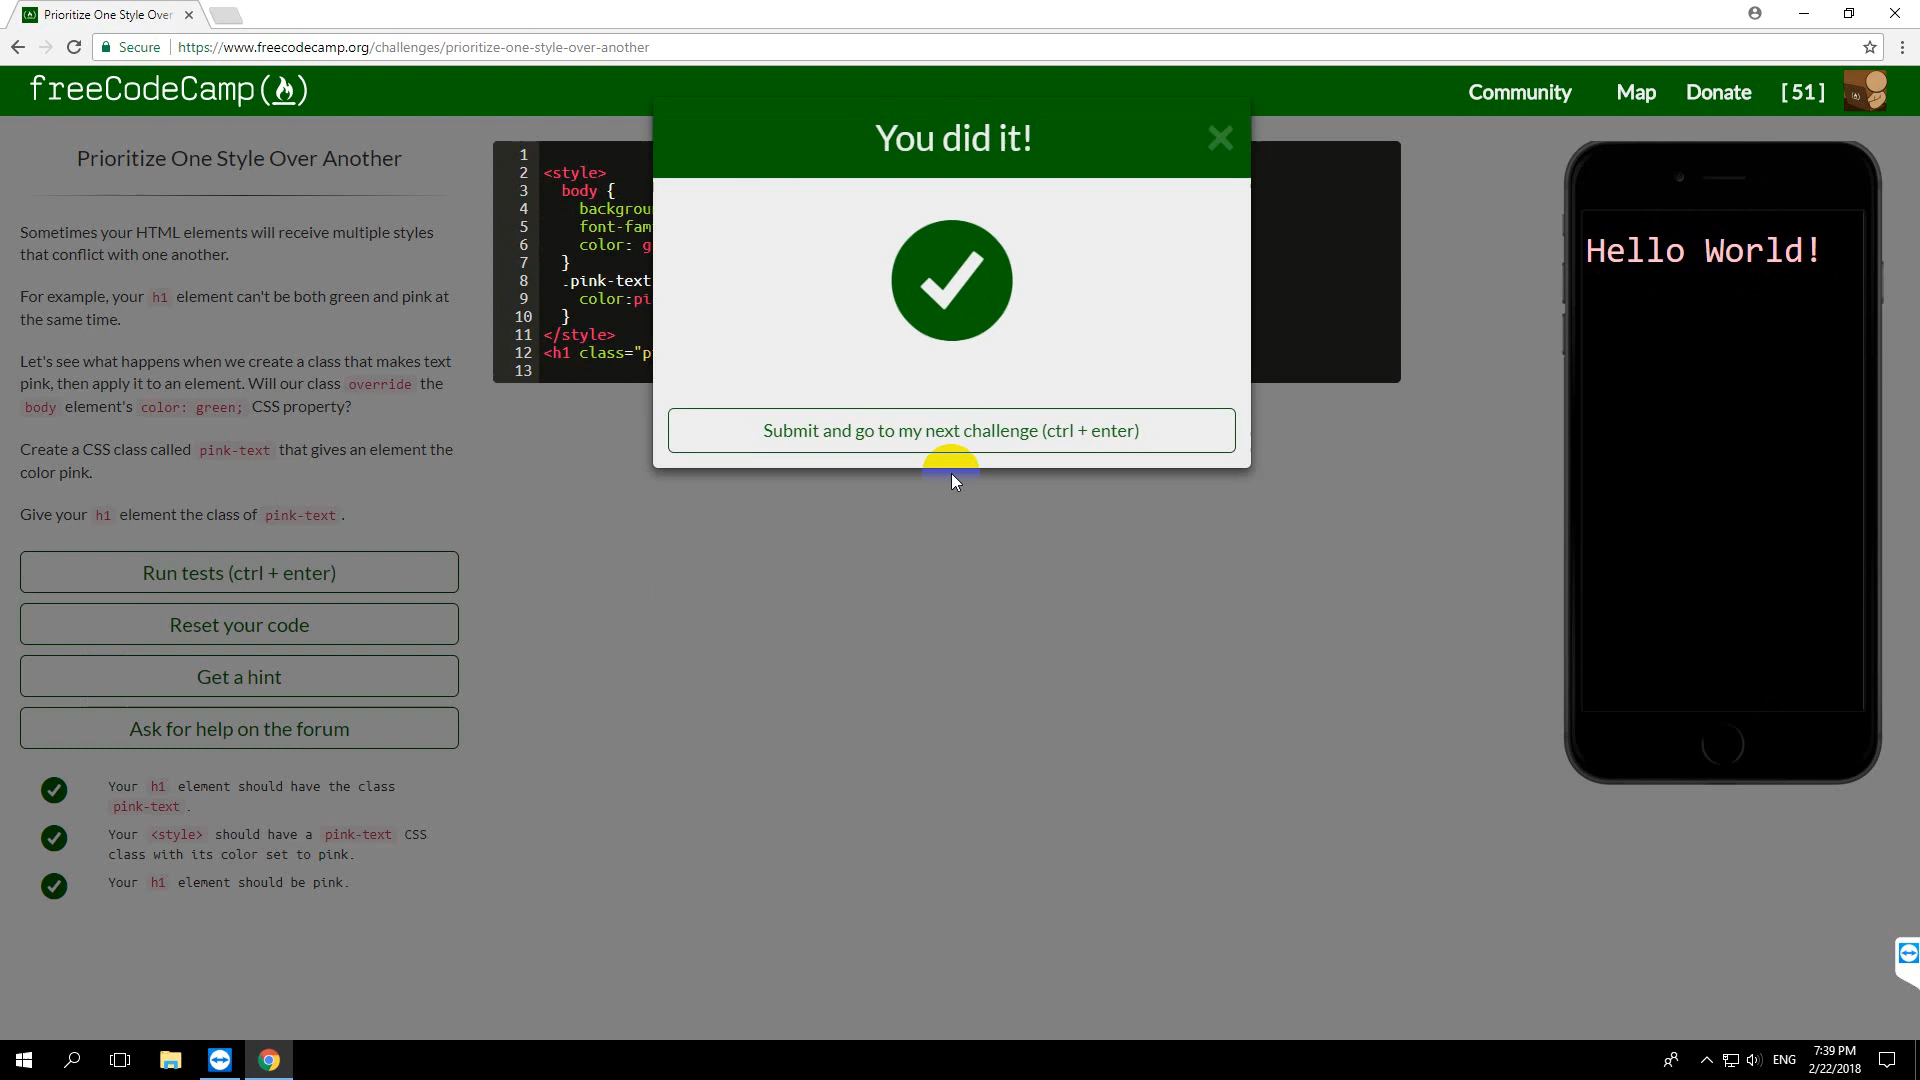 Prioritize One Style Over
Secure
https://www.freecodecamp.org/challenges/prioritize-one-style-over-another
freeCodeCamp(
)
Community
Map
Donate
[ 51 ]
Prioritize One Style Over Another
Sometimes your HTML elements will receive multiple styles
that conflict with one another.
For example, your h1 element can't be both green and pink at
the same time.
Let's see what happens when we create a class that makes text
pink, then apply it to an element. Will our class override the
body element's color: green; CSS property?
Create a CSS class called pink-text that gives an element the
color pink.
Give your h1 element the class of pink-text .
Run tests (ctrl + enter)
Reset your code
Get a hint
Ask for help on the forum
Your h1 element should have the class
pink-text .
Your <style> should have a pink-text CSS
class with its color set to pink.
Your h1 element should be pink.
1
2 <style>
3 body {
4 backgrou
5 font-fam
6 color: g
7 }
8 .pink-text
9 color:pi
10 }
11 </style>
12 <h1 class="p
13
You did it!
Submit and go to my next challenge (ctrl + enter)
Hello World!
ENG
7:39 PM
2/22/2018